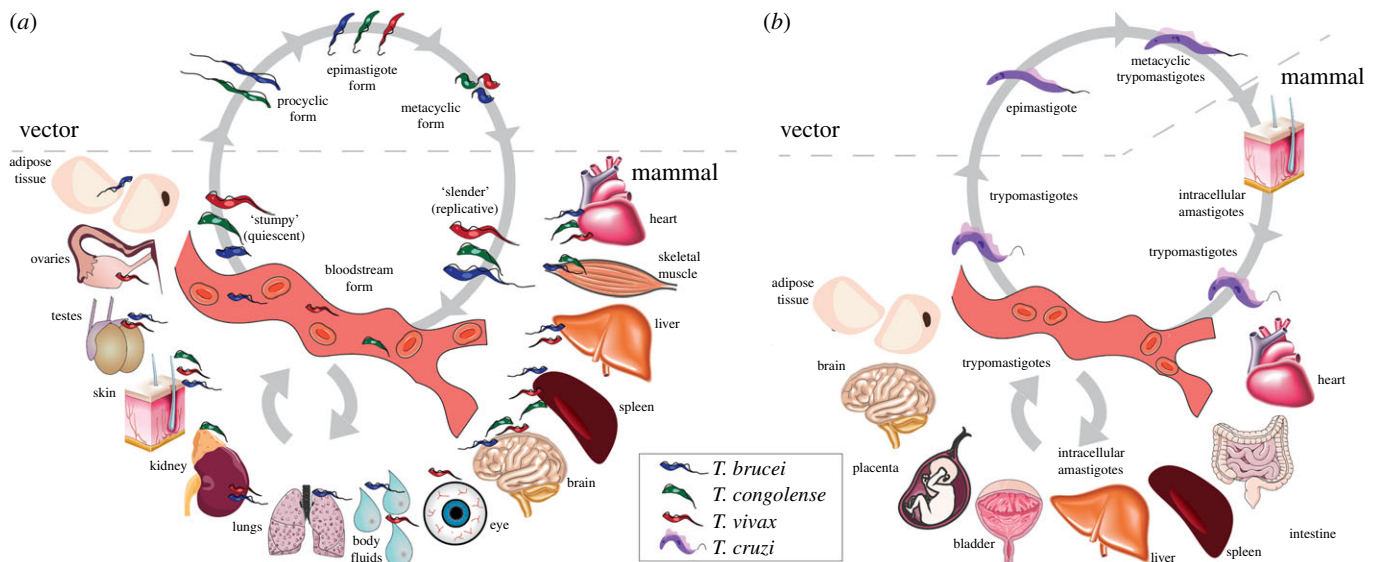 (a)
epimastigote
form
procyclic
form
metacyclic
form
vector
mammal
adipose
tissue
'stumpy'
(quiescent)
'slender'
(replicative)
heart
ovaries
bloodstream
form
skeletal
muscle
testes
liver
skin
spleen
kidney
brain
lungs
body
fluids
eye
T. brucei
T. congolense
T. vivax
T. cruzi
(b)
metacyclic
trypomastigotes
epimastigote
mammal
vector
trypomastigotes
intracellular
amastigotes
trypomastigotes
adipose
tissue
trypomastigotes
brain
heart
placenta
intracellular
amastigotes
bladder
liver
spleen
intestine